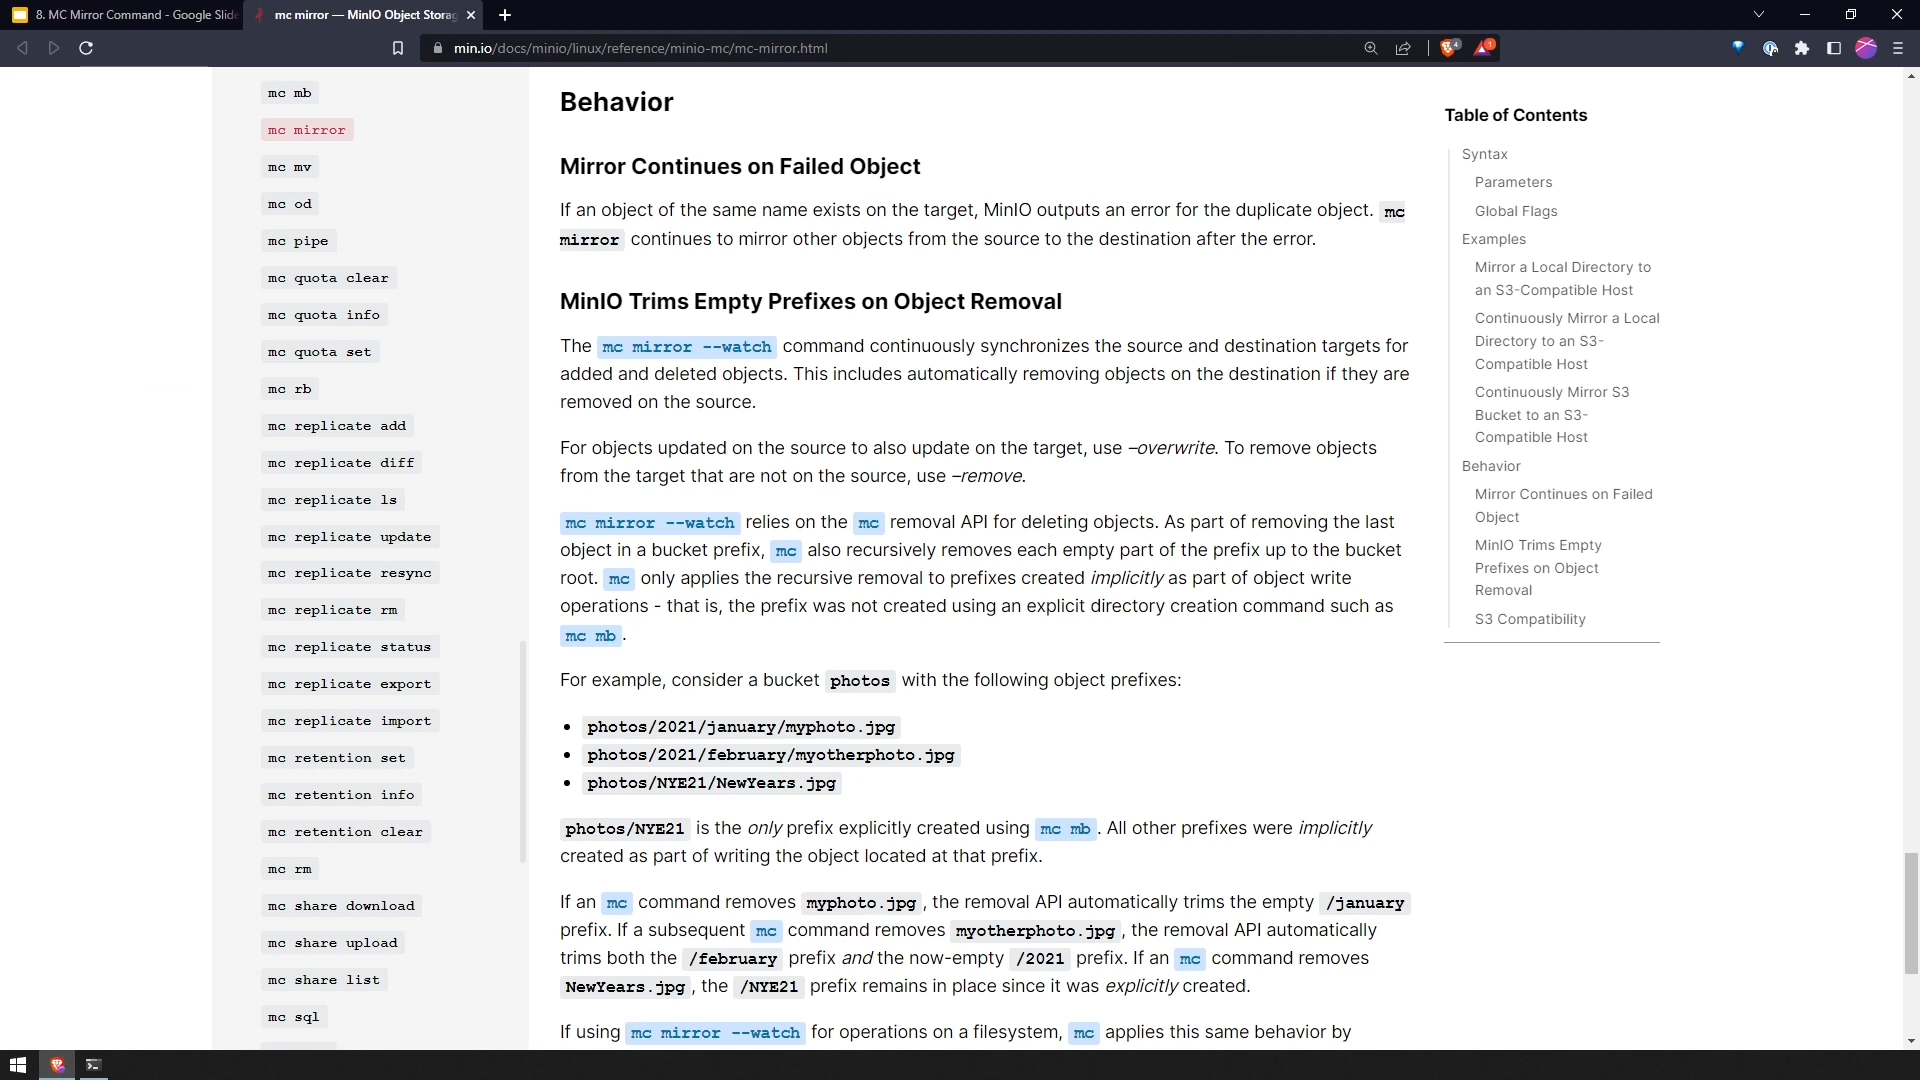 8. MC Mirror Command - Google Slide
mc mirror — MinIO Object Storag
min.io/docs/minio/linux/reference/minio-mc/mc-mirror.html
4
1
mc mb
mc mirror
mc mv
mc od
mc pipe
mc quota clear
mc quota info
mc quota set
mc rb
mc replicate add
mc replicate diff
mc replicate ls
mc replicate update
mc replicate resync
mc replicate rm
mc replicate status
mc replicate export
mc replicate import
mc retention set
mc retention info
mc retention clear
mc rm
mc share download
mc share upload
mc share list
mc sql
Behavior
Mirror Continues on Failed Object
If an object of the same name exists on the target, MinIO outputs an error for the duplicate object. mc
mirror continues to mirror other objects from the source to the destination after the error.
MinIO Trims Empty Prefixes on Object Removal
The mc mirror --watch command continuously synchronizes the source and destination targets for
added and deleted objects. This includes automatically removing objects on the destination if they are
removed on the source.
For objects updated on the source to also update on the target, use –overwrite. To remove objects
from the target that are not on the source, use –remove.
mc mirror --watch relies on the mc removal API for deleting objects. As part of removing the last
object in a bucket prefix, mc also recursively removes each empty part of the prefix up to the bucket
root. mc only applies the recursive removal to prefixes created implicitly as part of object write
operations - that is, the prefix was not created using an explicit directory creation command such as
mc mb.
For example, consider a bucket photos with the following object prefixes:
• photos/2021/january/myphoto.jpg
• photos/2021/february/myotherphoto.jpg
• photos/NYE21/NewYears.jpg
photos/NYE21 is the only prefix explicitly created using mc mb. All other prefixes were implicitly
created as part of writing the object located at that prefix.
If an mc command removes myphoto.jpg, the removal API automatically trims the empty /january
prefix. If a subsequent mc command removes myotherphoto.jpg, the removal API automatically
trims both the /february prefix and the now-empty /2021 prefix. If an mc command removes
NewYears.jpg, the /NYE21 prefix remains in place since it was explicitly created.
If using mc mirror --watch for operations on a filesystem, mc applies this same behavior by
Table of Contents
Syntax
Parameters
Global Flags
Examples
Mirror a Local Directory to
an S3-Compatible Host
Continuously Mirror a Local
Directory to an S3-
Compatible Host
Continuously Mirror S3
Bucket to an S3-
Compatible Host
Behavior
Mirror Continues on Failed
Object
MinIO Trims Empty
Prefixes on Object
Removal
S3 Compatibility